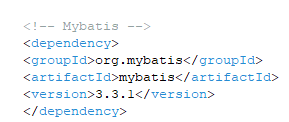 <!-- Mybatis -->
<dependency>
<groupId>org.mybatis</groupId>
<artifactId>mybatis</artifactId>
<version>3.3.1</version>
</dependency>